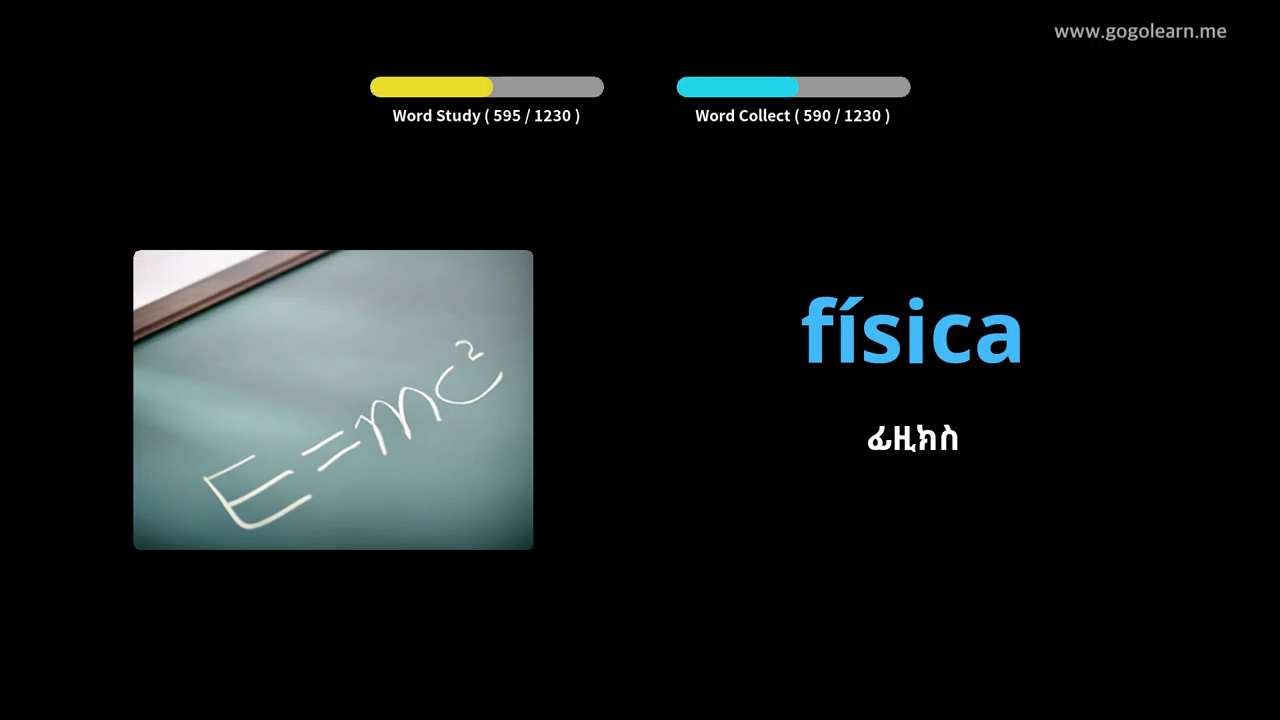 www.gogolearn.me
Word Study ( 595 / 1230 )
Word Collect ( 590 / 1230 )
E=mc²
física
ፊዚክስ